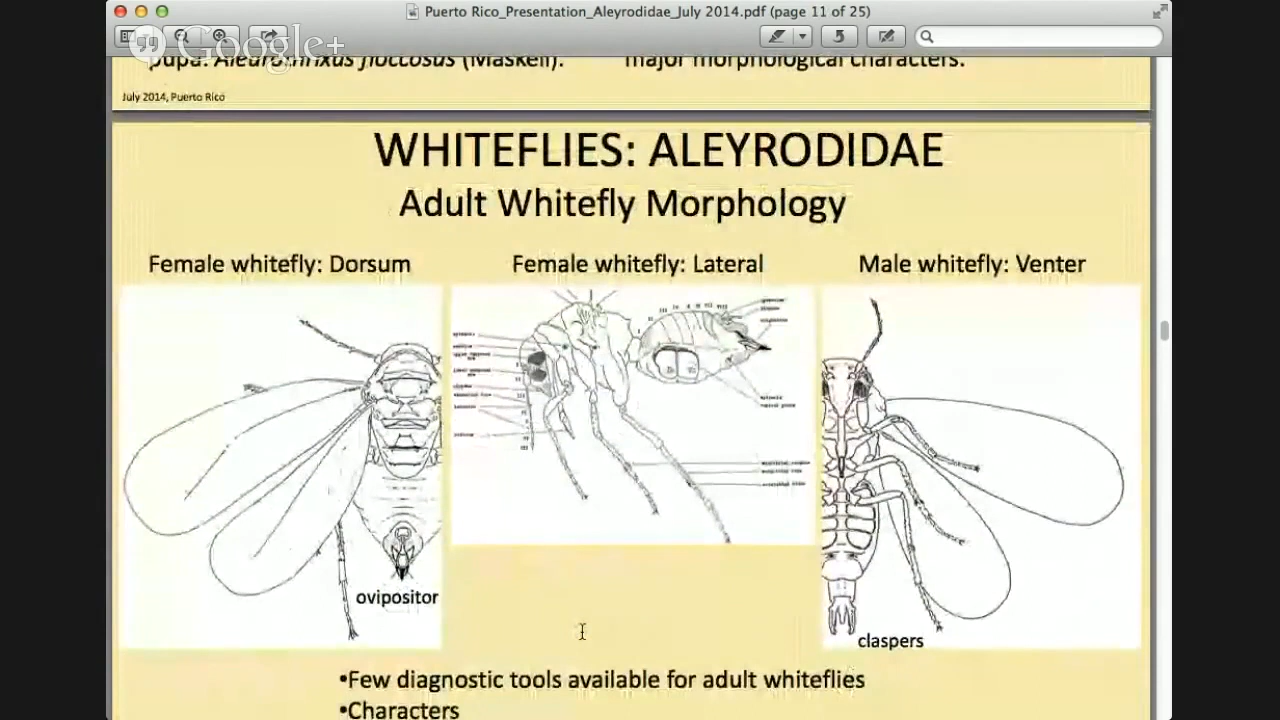 Puerto Rico_Presentation_Aleyrodidae_July 2014.pdf (page 11 of 25)
Google+
pupa: Aleurothrixus floccosus (Maskell).
major morphological characters.
July 2014, Puerto Rico
WHITEFLIES: ALEYRODIDAE
Adult Whitefly Morphology
Female whitefly: Dorsum
Female whitefly: Lateral
Male whitefly: Venter
ovipositor
claspers
•Few diagnostic tools available for adult whiteflies
•Characters